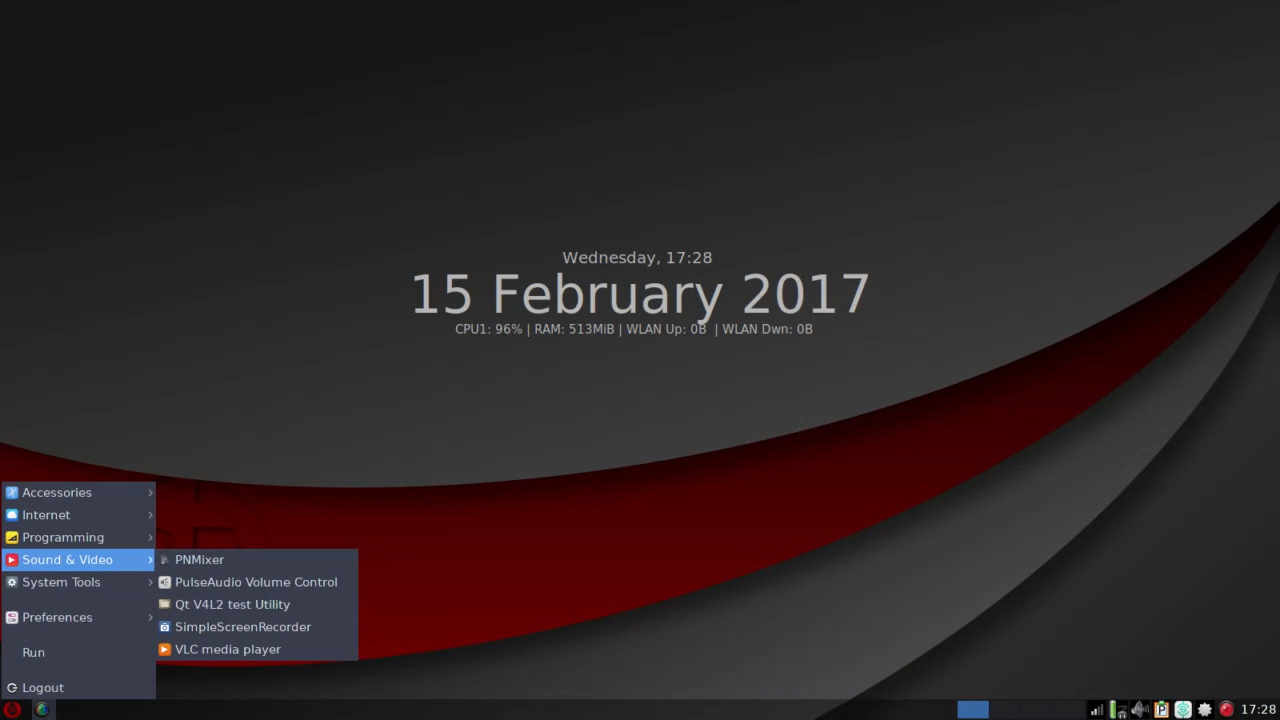 Wednesday, 17:28
15 February 2017
CPU1: 96% | RAM: 513MiB | WLAN Up: 0B | WLAN Dwn: 0B
Accessories
Internet
Programming
Sound & Video
System Tools
Preferences
Run
Logout
PNMixer
PulseAudio Volume Control
Qt V4L2 test Utility
SimpleScreenRecorder
VLC media player
17:28